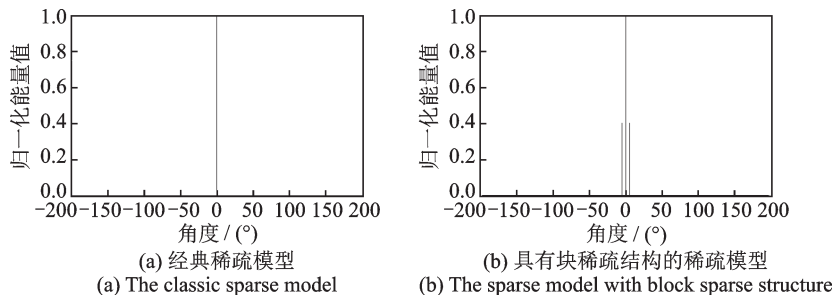 1.0
0.8
0.6
0.4
0.2
0.0
归一化能量值
-200 -150 -100 -50 0 50 100 150 200
角度 / (°)
(a) 经典稀疏模型
(a) The classic sparse model
1.0
0.8
0.6
0.4
0.2
0.0
归一化能量值
-200 -150 -100 -50 0 50 100 150 200
角度 / (°)
(b) 具有块稀疏结构的稀疏模型
(b) The sparse model with block sparse structure